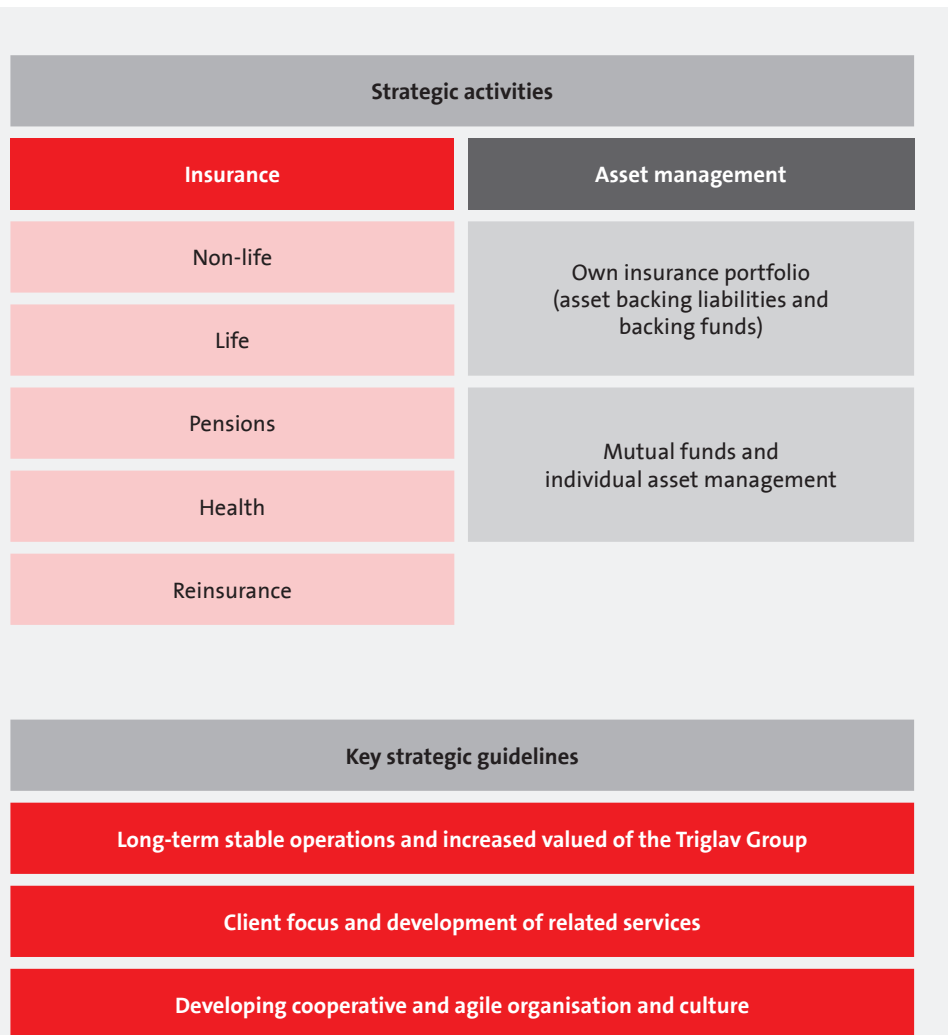 Strategic activities
Insurance
Asset management
Non-life
Life
Pensions
Health
Reinsurance
Own insurance portfolio
(asset backing liabilities and
backing funds)
Mutual funds and
individual asset management
Key strategic guidelines
Long-term stable operations and increased valued of the Triglav Group
Client focus and development of related services
Developing cooperative and agile organisation and culture